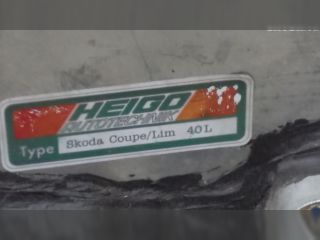 HEIGO
AUTOTECHNIK
Type Skoda Coupe/Lim 40L